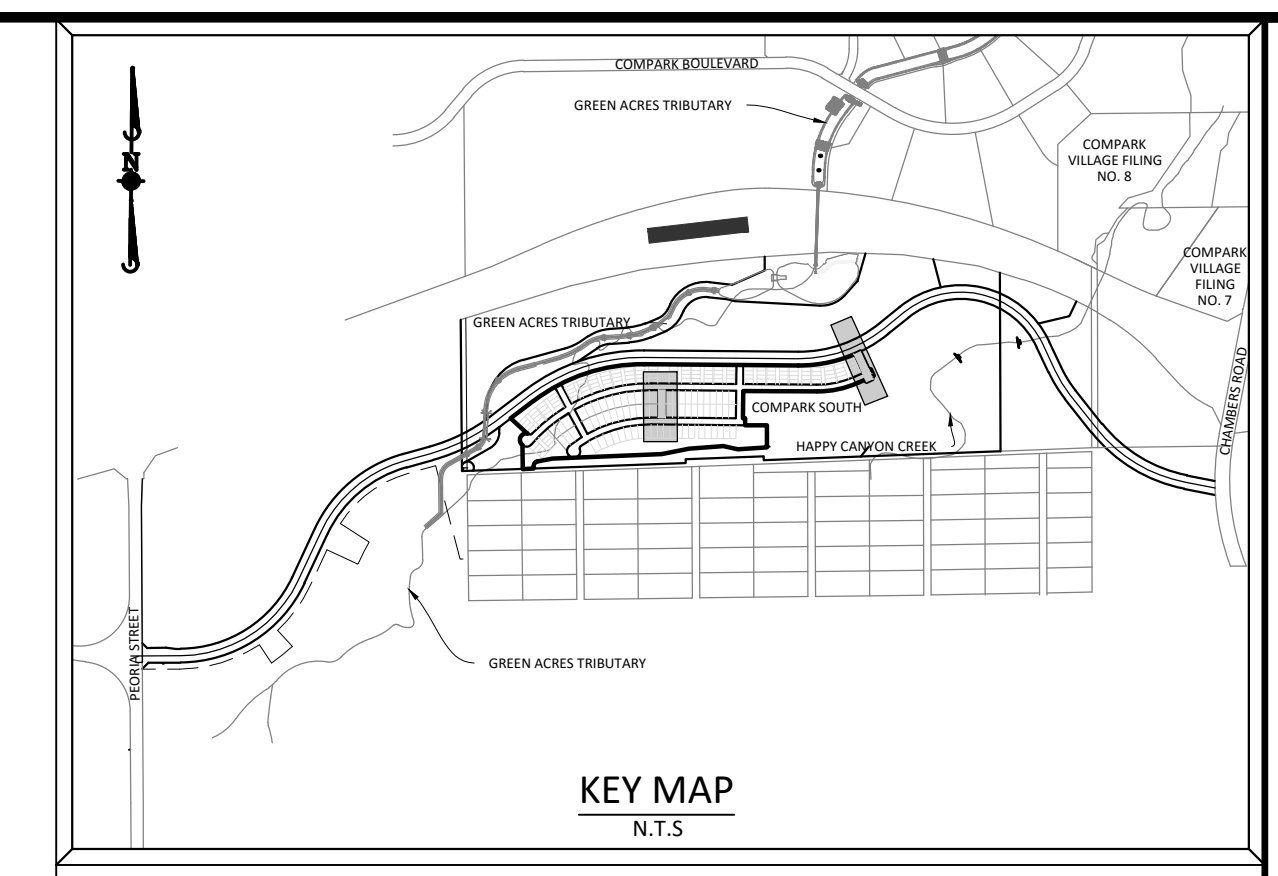 COMPARK BOULEVARD
GREEN ACRES TRIBUTARY
COMPARK
VILLAGE FILING
NO. 8
N
COMPARK
VILLAGE
FILING
NO. 7
GREEN ACRES TRIBUTARY
COMPARK SOUTH
HAPPY CANYON CREEK
CHAMBERS ROAD
PEORIA STREET
GREEN ACRES TRIBUTARY
KEY MAP
N.T.S